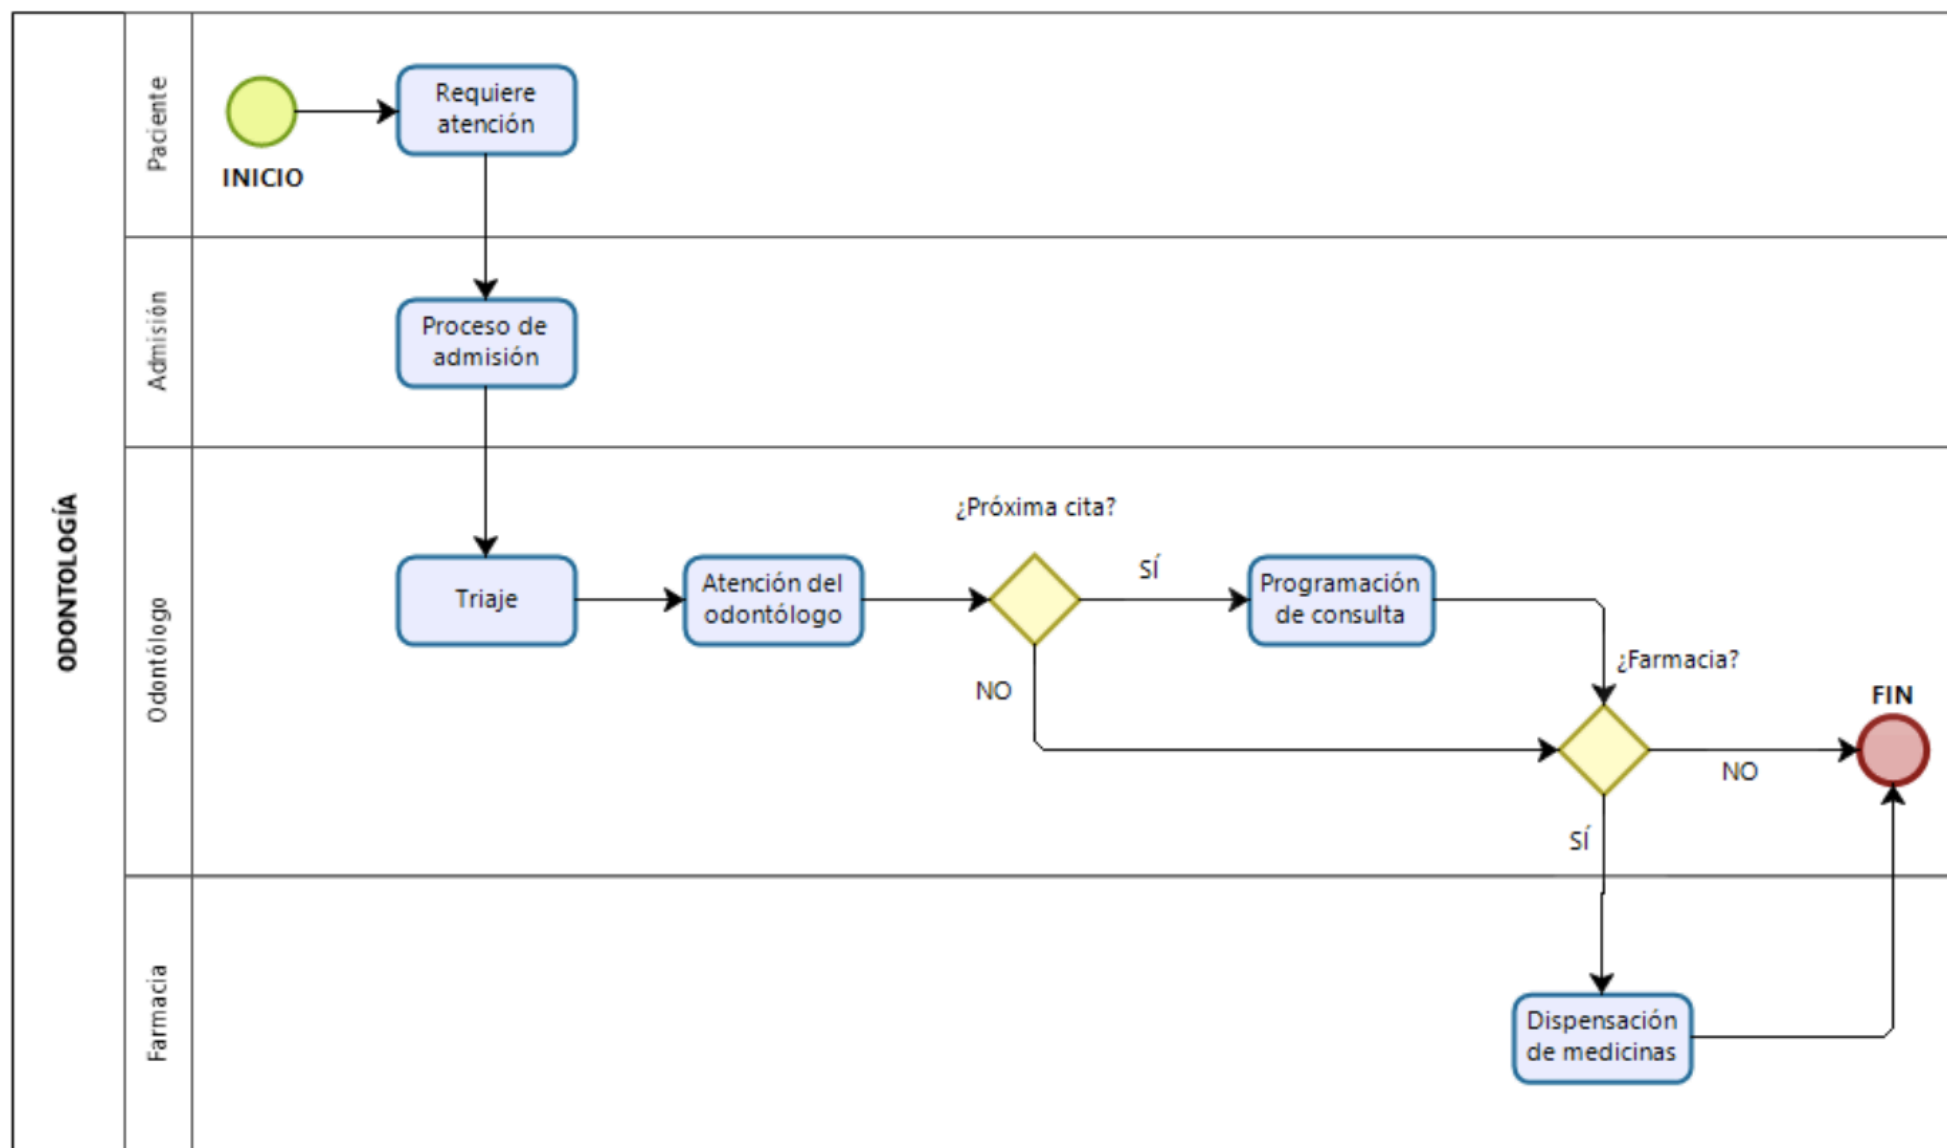 ODONTOLOGÍA
Paciente
INICIO
Requiere
atención
Admisión
Proceso de
admisión
Odontólogo
Triaje
Atención del
odontólogo
¿Próxima cita?
SÍ
NO
Programación
de consulta
¿Farmacia?
NO
SÍ
FIN
Farmacia
Dispensación
de medicinas